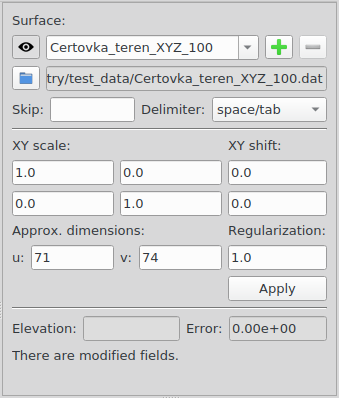 Surface:
Certovka_teren_XYZ_100
try/test_data/Certovka_teren_XYZ_100.dat
Skip: Delimiter: space/tab
XY scale: XY shift:
1.0 0.0 0.0
0.0 1.0 0.0
Approx. dimensions: Regularization:
u: 71 v: 74 1.0
Apply
Elevation: Error: 0.00e+00
There are modified fields.